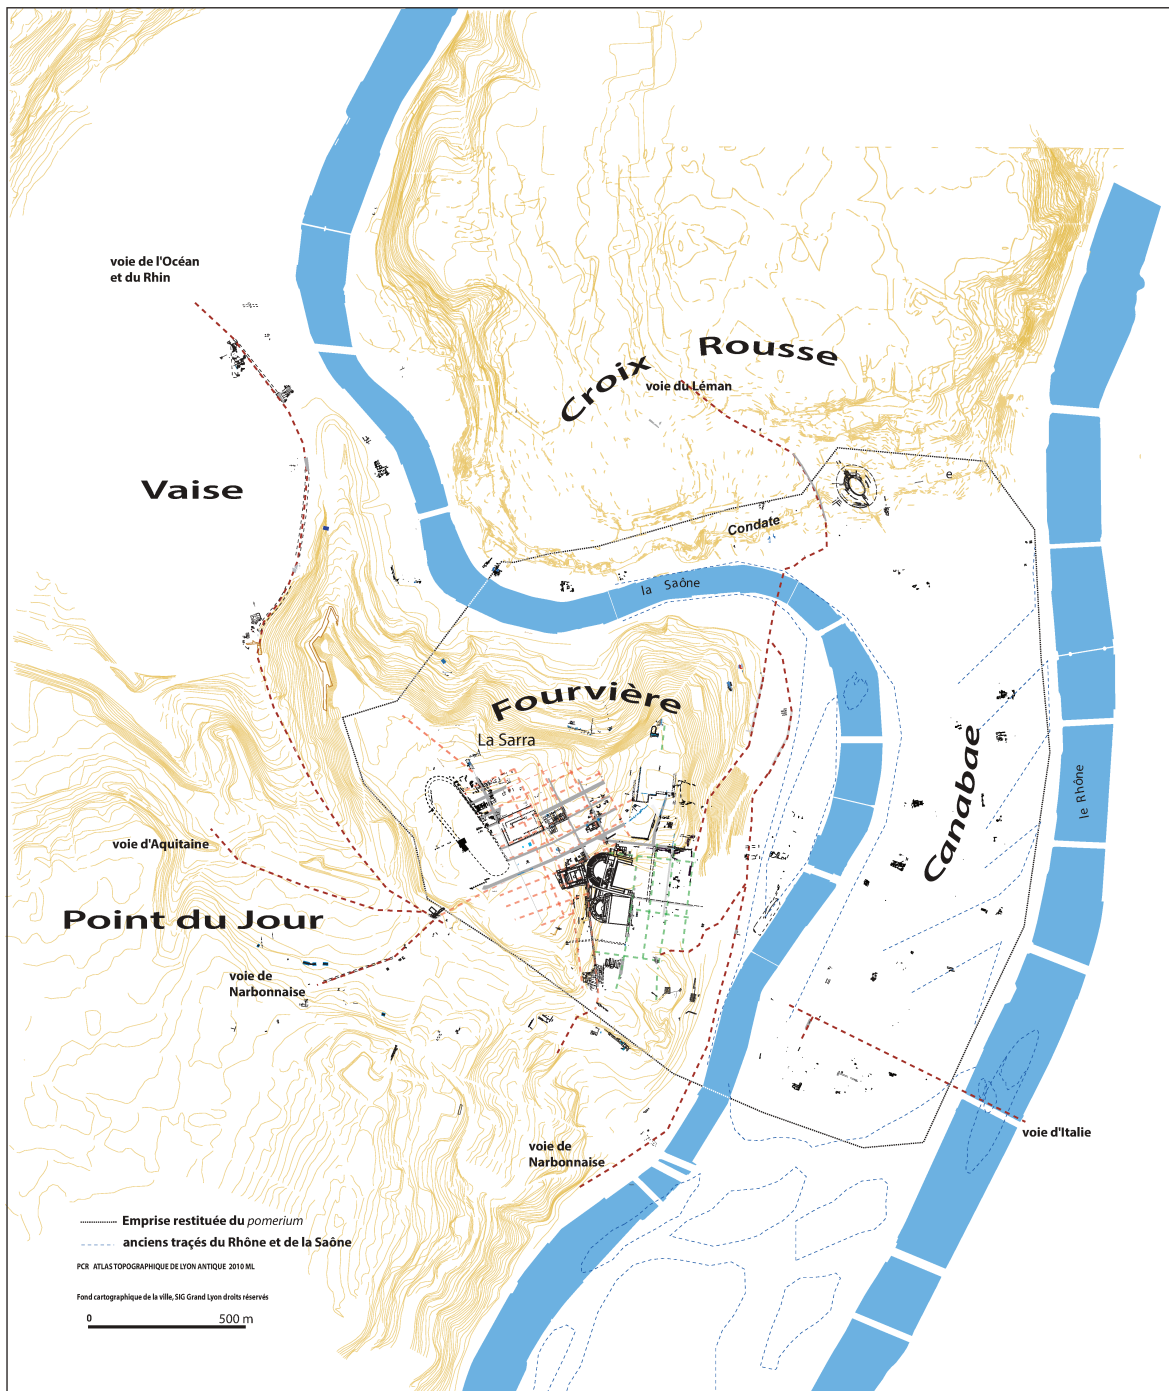 voie de l'Océan
et du Rhin
Croix
Rousse
voie du Léman
Vaise
e
Condate
la Saône
Fourvière
La Sarra
Canabae
le Rhône
voie d'Aquitaine
Point du Jour
voie de
Narbonnaise
voie d'Italie
voie de
Narbonnaise
Emprise restituée du pomerium
anciens traçés du Rhône et de la Saône
PCR ATLAS TOPOGRAPHIQUE DE LYON ANTIQUE 2010 ML
Fond cartographique de la ville, SIG Grand Lyon droits réservés
0 500 m